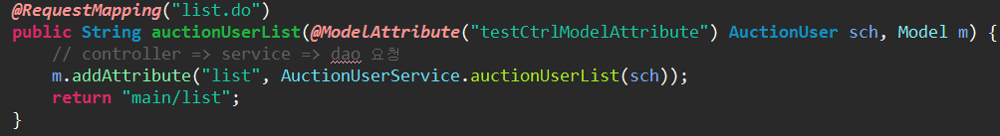 @RequestMapping("list.do")
public String auctionUserList(@ModelAttribute("testCtrlModelAttribute") AuctionUser sch, Model m) {
// controller => service => dao 요청
m.addAttribute("list", AuctionUserService.auctionUserList(sch));
return "main/list";
}